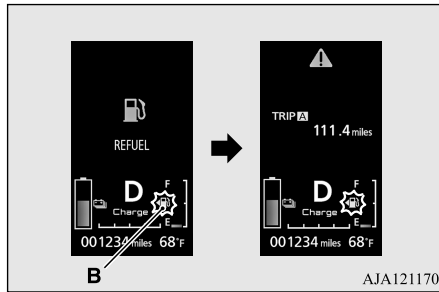 REFUEL
D
Charge
F
E
001234 miles 68°F
B
TRIP A
111.4 miles
D
Charge
F
E
001234 miles 68°F
AJA121170